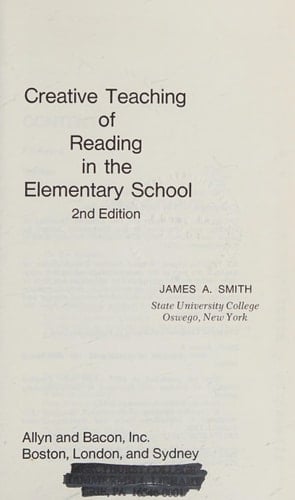 Creative Teaching
of
Reading
in the
Elementary School
2nd Edition
JAMES A. SMITH
State University College
Oswego, New York
Allyn and Bacon, Inc.
Boston, London, and Sydney